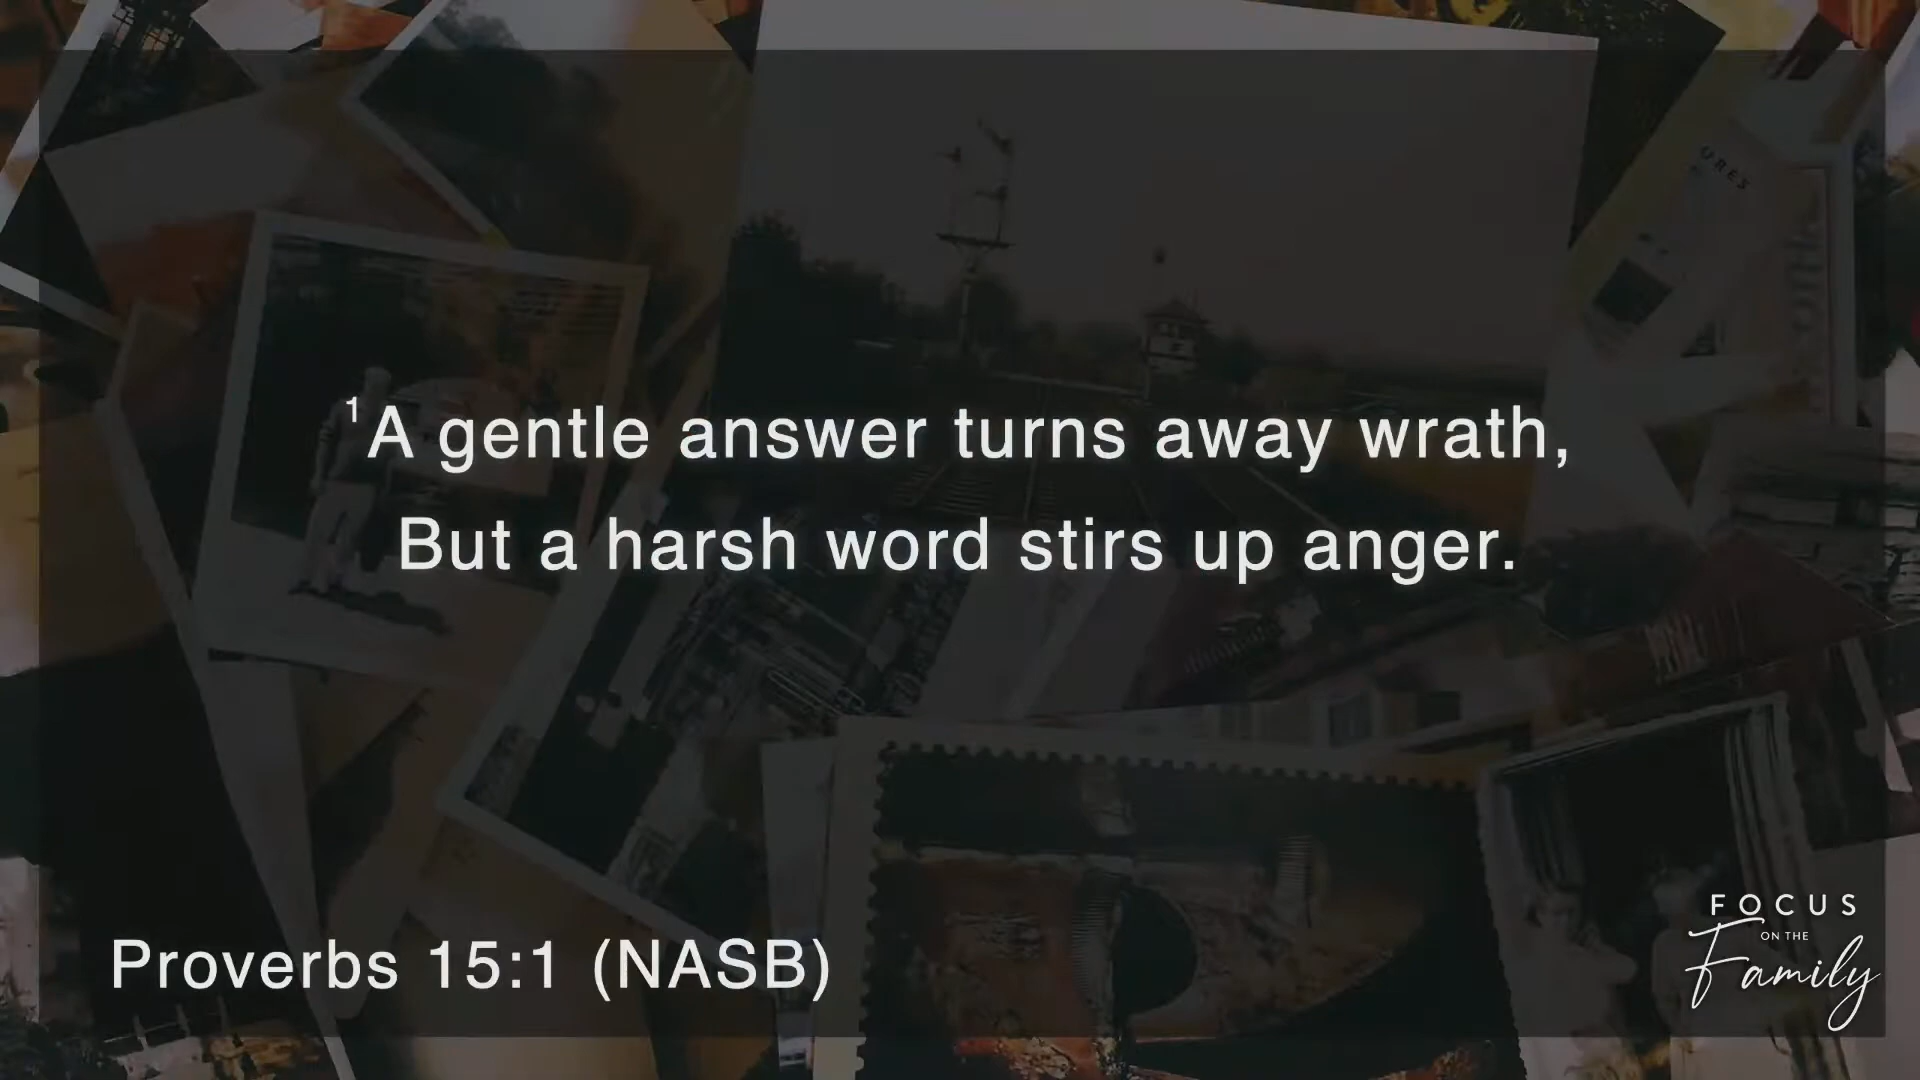 ¹A gentle answer turns away wrath,
But a harsh word stirs up anger.
Proverbs 15:1 (NASB)
FOCUS
ON THE
Family